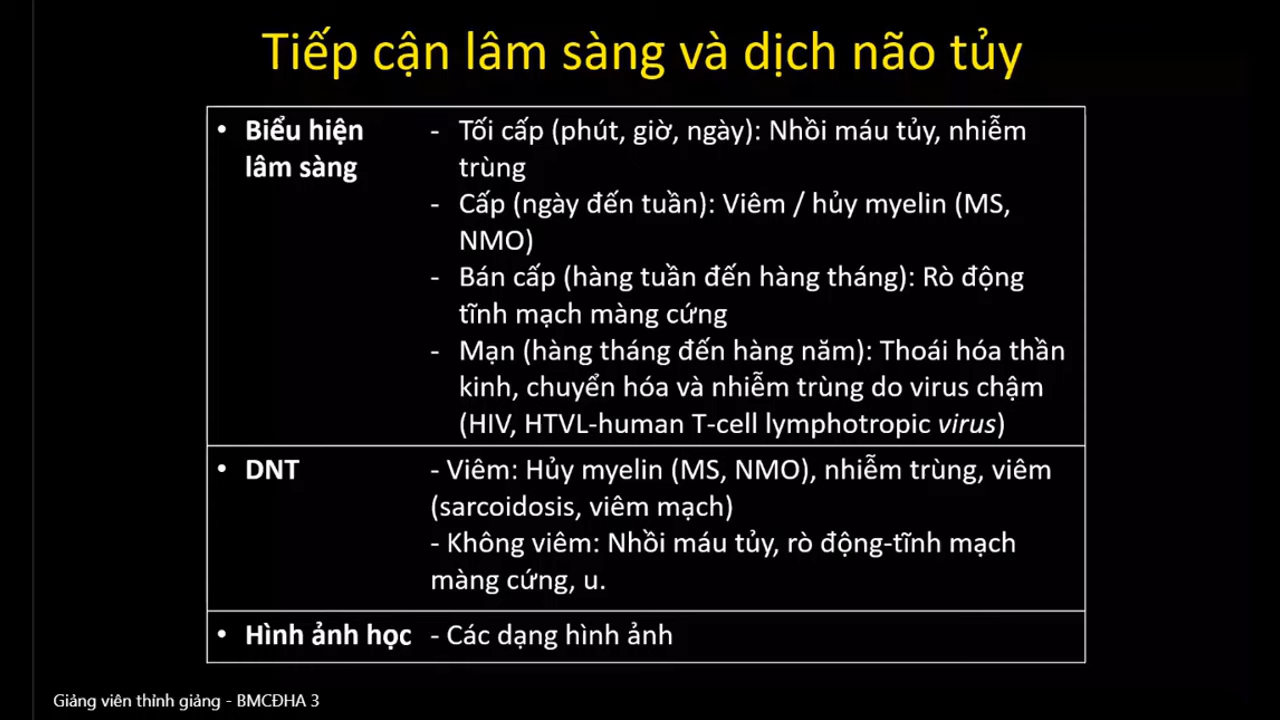 Tiếp cận lâm sàng và dịch não tủy
• Biểu hiện
lâm sàng
- Tối cấp (phút, giờ, ngày): Nhồi máu tủy, nhiễm
trùng
- Cấp (ngày đến tuần): Viêm / hủy myelin (MS,
NMO)
- Bán cấp (hàng tuần đến hàng tháng): Rò động
tĩnh mạch màng cứng
- Mạn (hàng tháng đến hàng năm): Thoái hóa thần
kinh, chuyển hóa và nhiễm trùng do virus chậm
(HIV, HTVL-human T-cell lymphotropic virus)
• DNT
- Viêm: Hủy myelin (MS, NMO), nhiễm trùng, viêm
(sarcoidosis, viêm mạch)
- Không viêm: Nhồi máu tủy, rò động-tĩnh mạch
màng cứng, u.
• Hình ảnh học
- Các dạng hình ảnh
Giảng viên thỉnh giảng - BMCĐHA 3